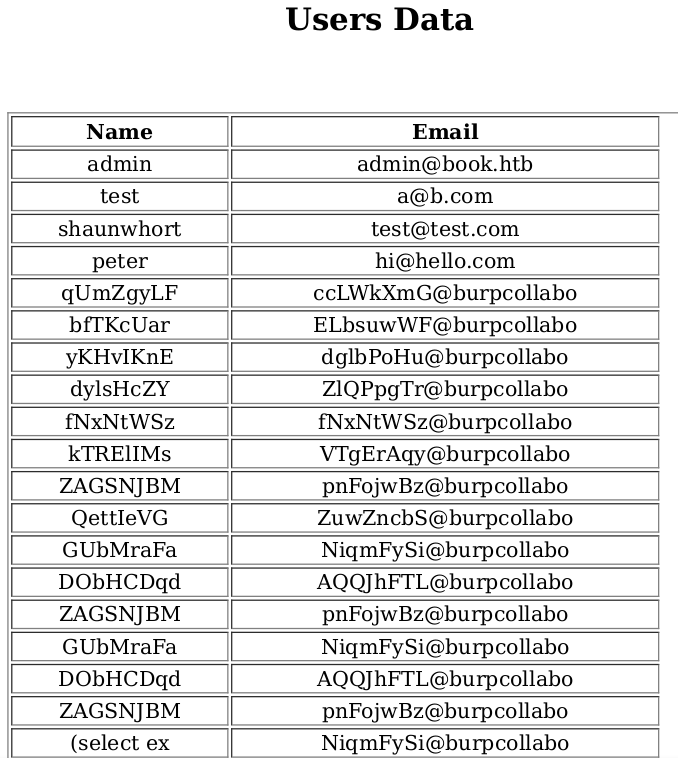 Users Data
Name Email
admin admin@book.htb
test a@b.com
shaunwhort test@test.com
peter hi@hello.com
qUmZgyLF ccLWkXmG@burpcollabo
bfTKcUar ELbsuwWF@burpcollabo
yKHvIKnE dglbPoHu@burpcollabo
dylsHcZY ZlQPpgTr@burpcollabo
fNxNtWSz fNxNtWSz@burpcollabo
kTRElIMs VTgErAqy@burpcollabo
ZAGSNJBM pnFojwBz@burpcollabo
QettIeVG ZuwZncbS@burpcollabo
GUbMraFa NiqmFySi@burpcollabo
DObHCDqd AQQJhFTL@burpcollabo
ZAGSNJBM pnFojwBz@burpcollabo
GUbMraFa NiqmFySi@burpcollabo
DObHCDqd AQQJhFTL@burpcollabo
ZAGSNJBM pnFojwBz@burpcollabo
(select ex NiqmFySi@burpcollabo